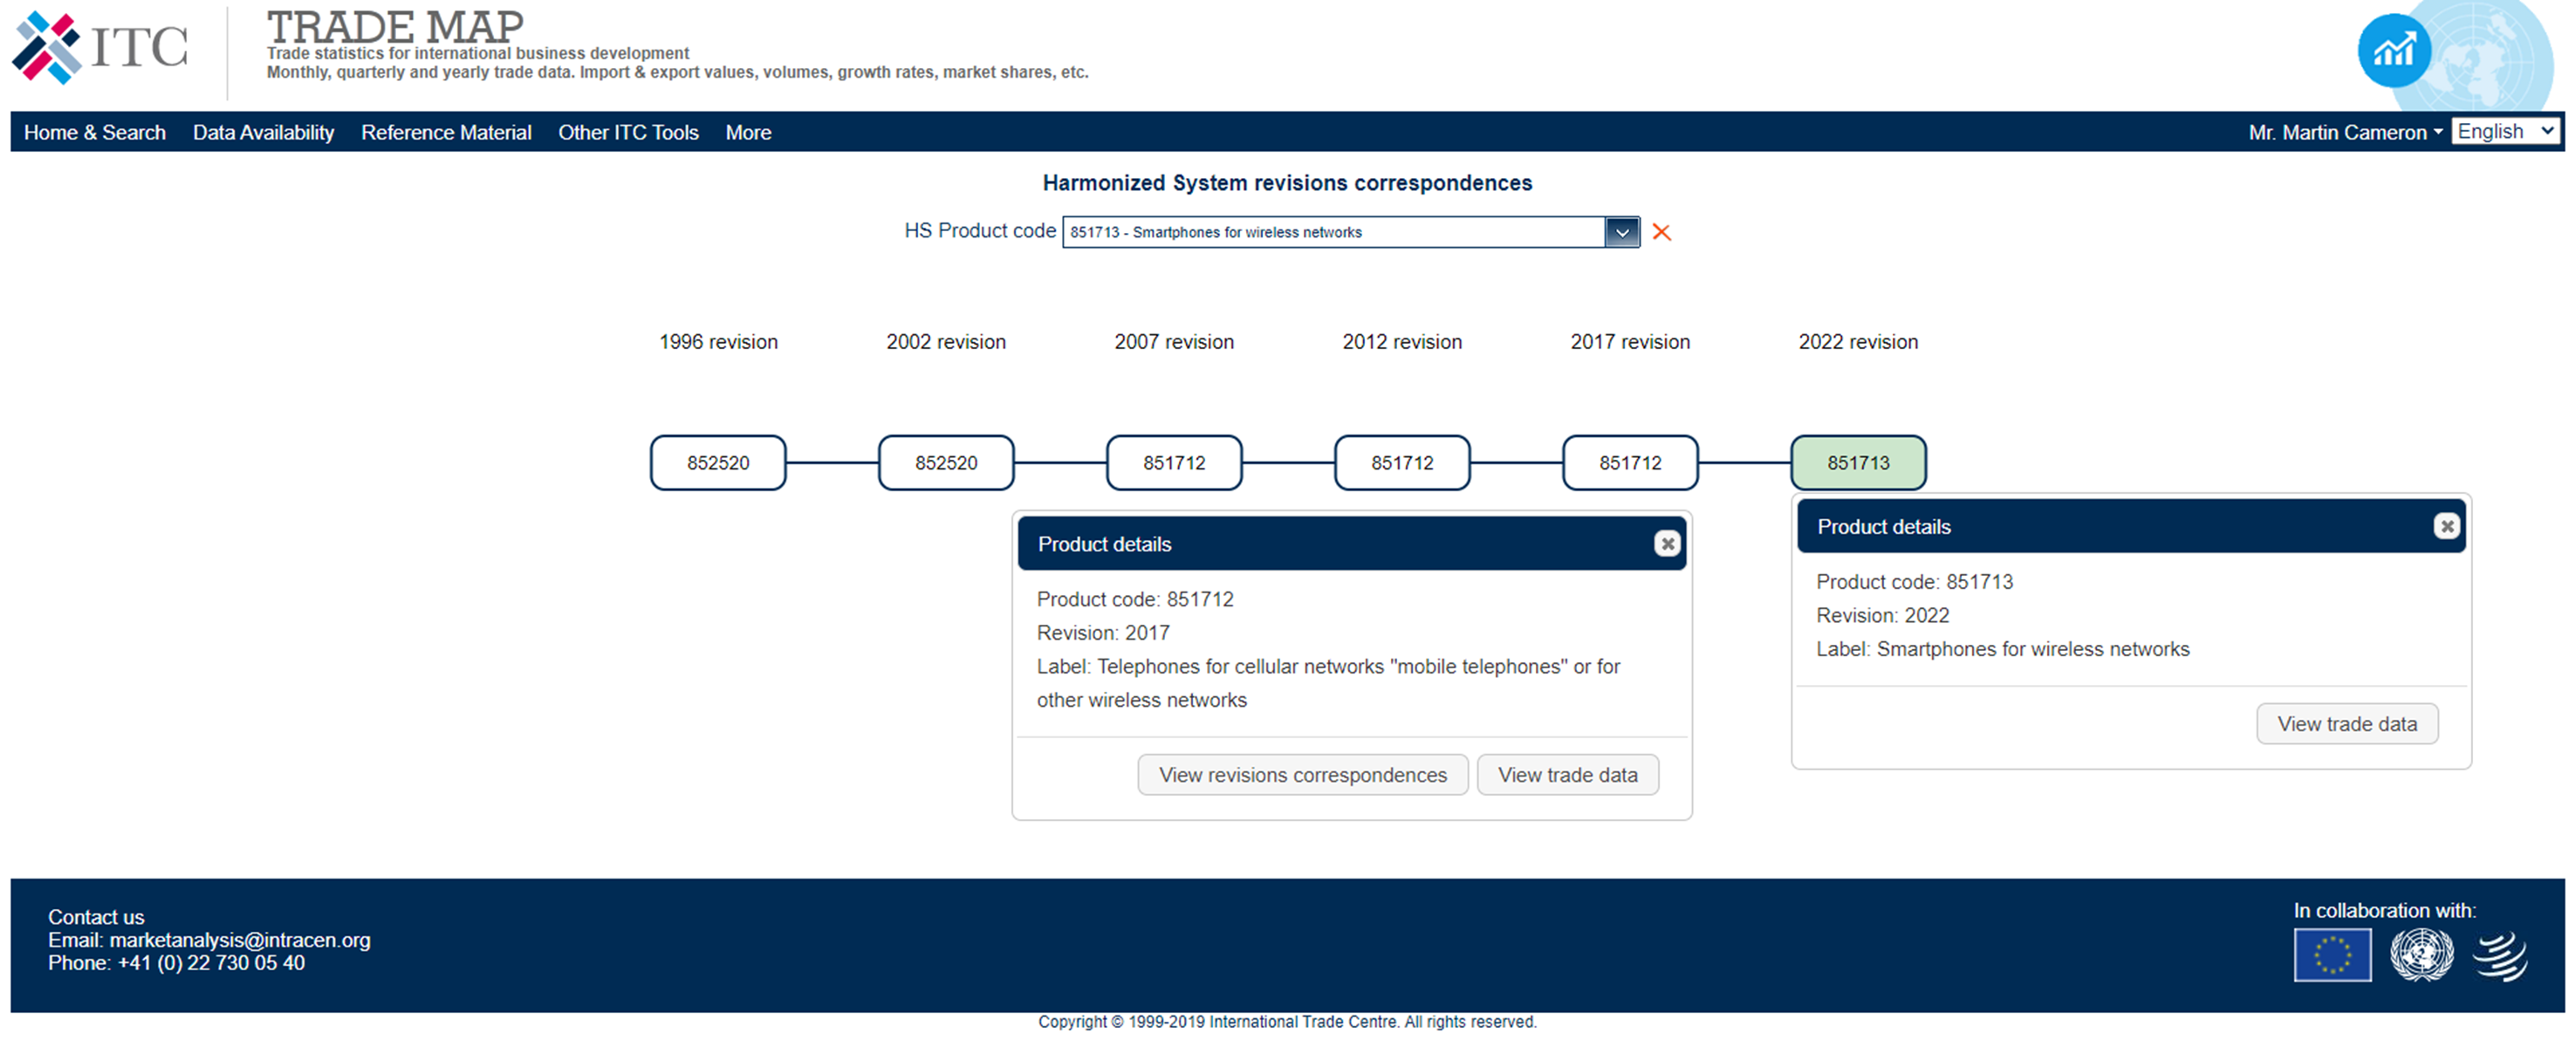 ITC
TRADE MAP
Trade statistics for international business development
Monthly, quarterly and yearly trade data. Import & export values, volumes, growth rates, market shares, etc.
Home & Search Data Availability Reference Material Other ITC Tools More Mr. Martin Cameron English
Harmonized System revisions correspondences
HS Product code 851713 - Smartphones for wireless networks
1996 revision 2002 revision 2007 revision 2012 revision 2017 revision 2022 revision
852520 852520 851712 851712 851712 851713
Product details
Product code: 851712
Revision: 2017
Label: Telephones for cellular networks "mobile telephones" or for
other wireless networks
View revisions correspondences View trade data
Product details
Product code: 851713
Revision: 2022
Label: Smartphones for wireless networks
View trade data
Contact us
Email: marketanalysis@intracen.org
Phone: +41 (0) 22 730 05 40
In collaboration with:
Copyright © 1999-2019 International Trade Centre. All rights reserved.